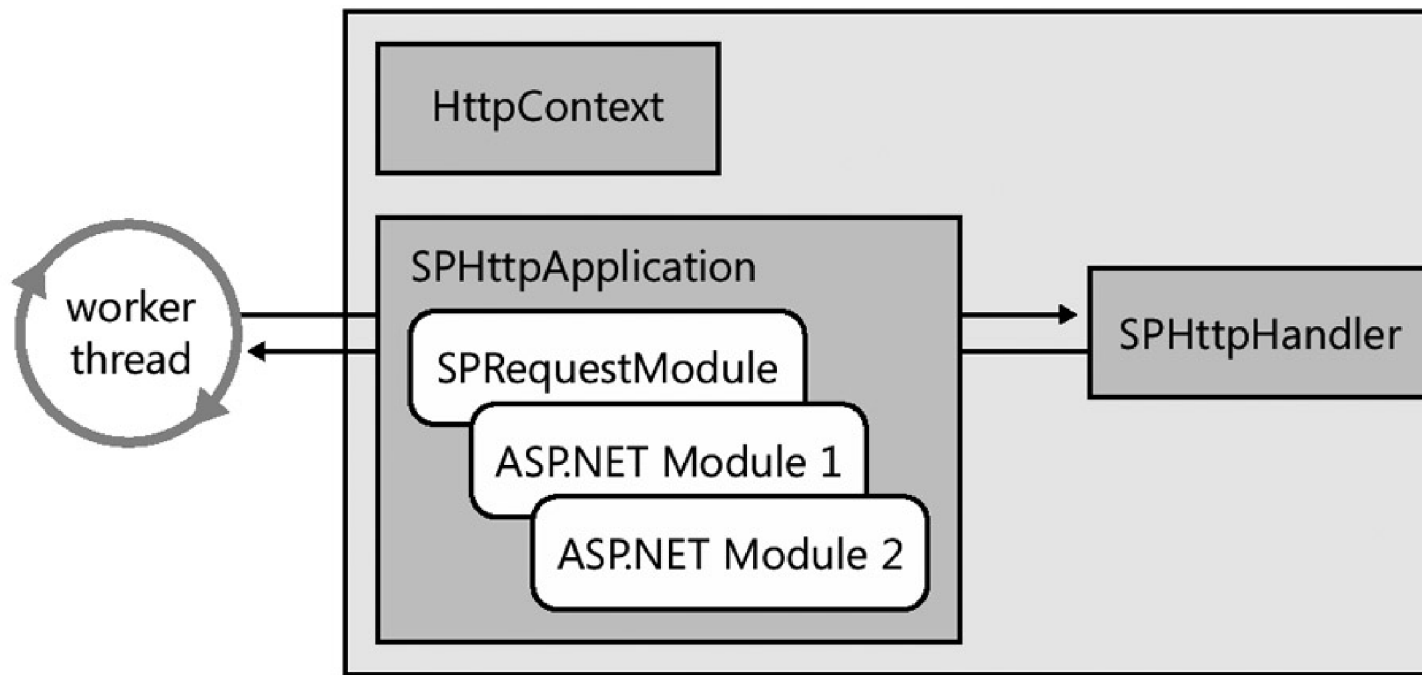 HttpContext
SPHttpApplication
worker
thread
SPRequestModule
SPHttpHandler
ASP.NET Module 1
ASP.NET Module 2